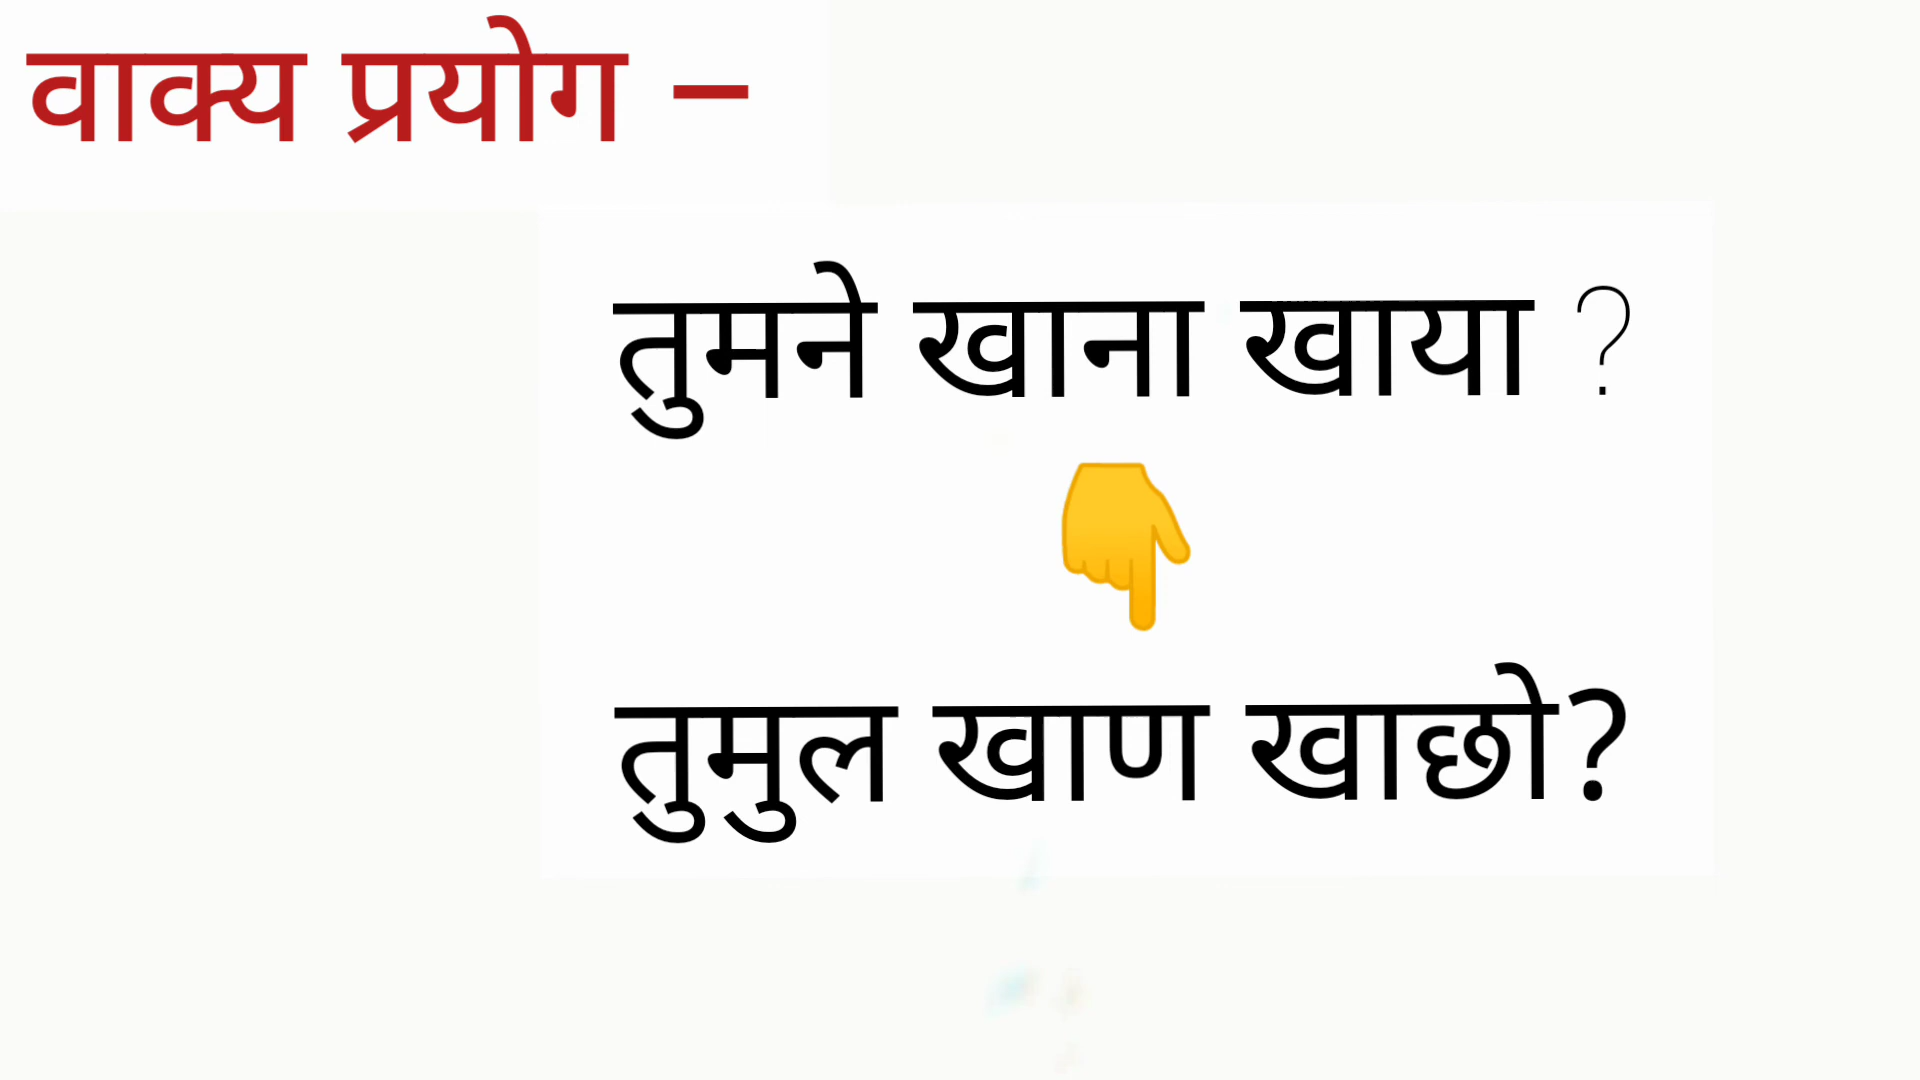 वाक्य प्रयोग –
तुमने खाना खाया ?
तुमुल खाण खाछो?